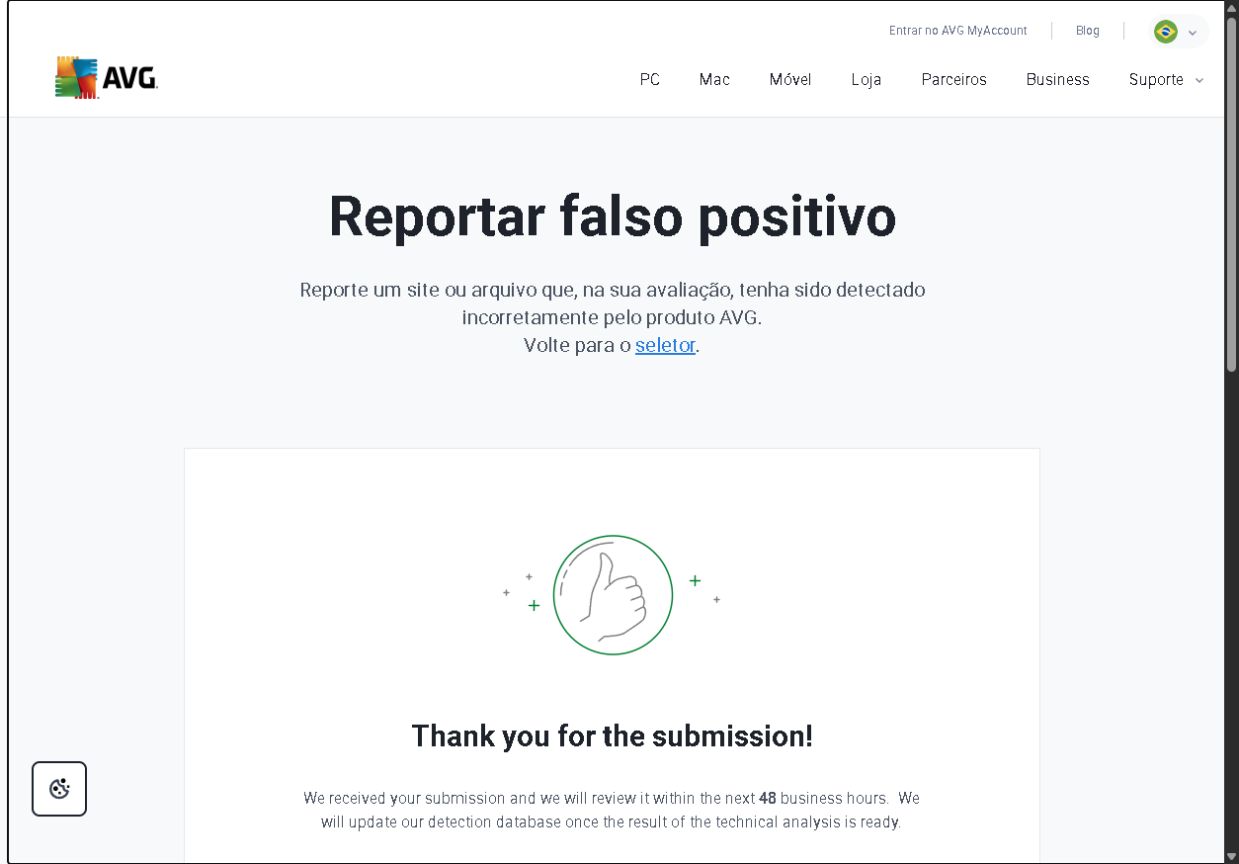 Entrar no AVG MyAccount
Blog
AVG
PC Mac Móvel Loja Parceiros Business Suporte
Reportar falso positivo
Reporte um site ou arquivo que, na sua avaliação, tenha sido detectado
incorretamente pelo produto AVG.
Volte para o seletor.
Thank you for the submission!
We received your submission and we will review it within the next 48 business hours. We
will update our detection database once the result of the technical analysis is ready.